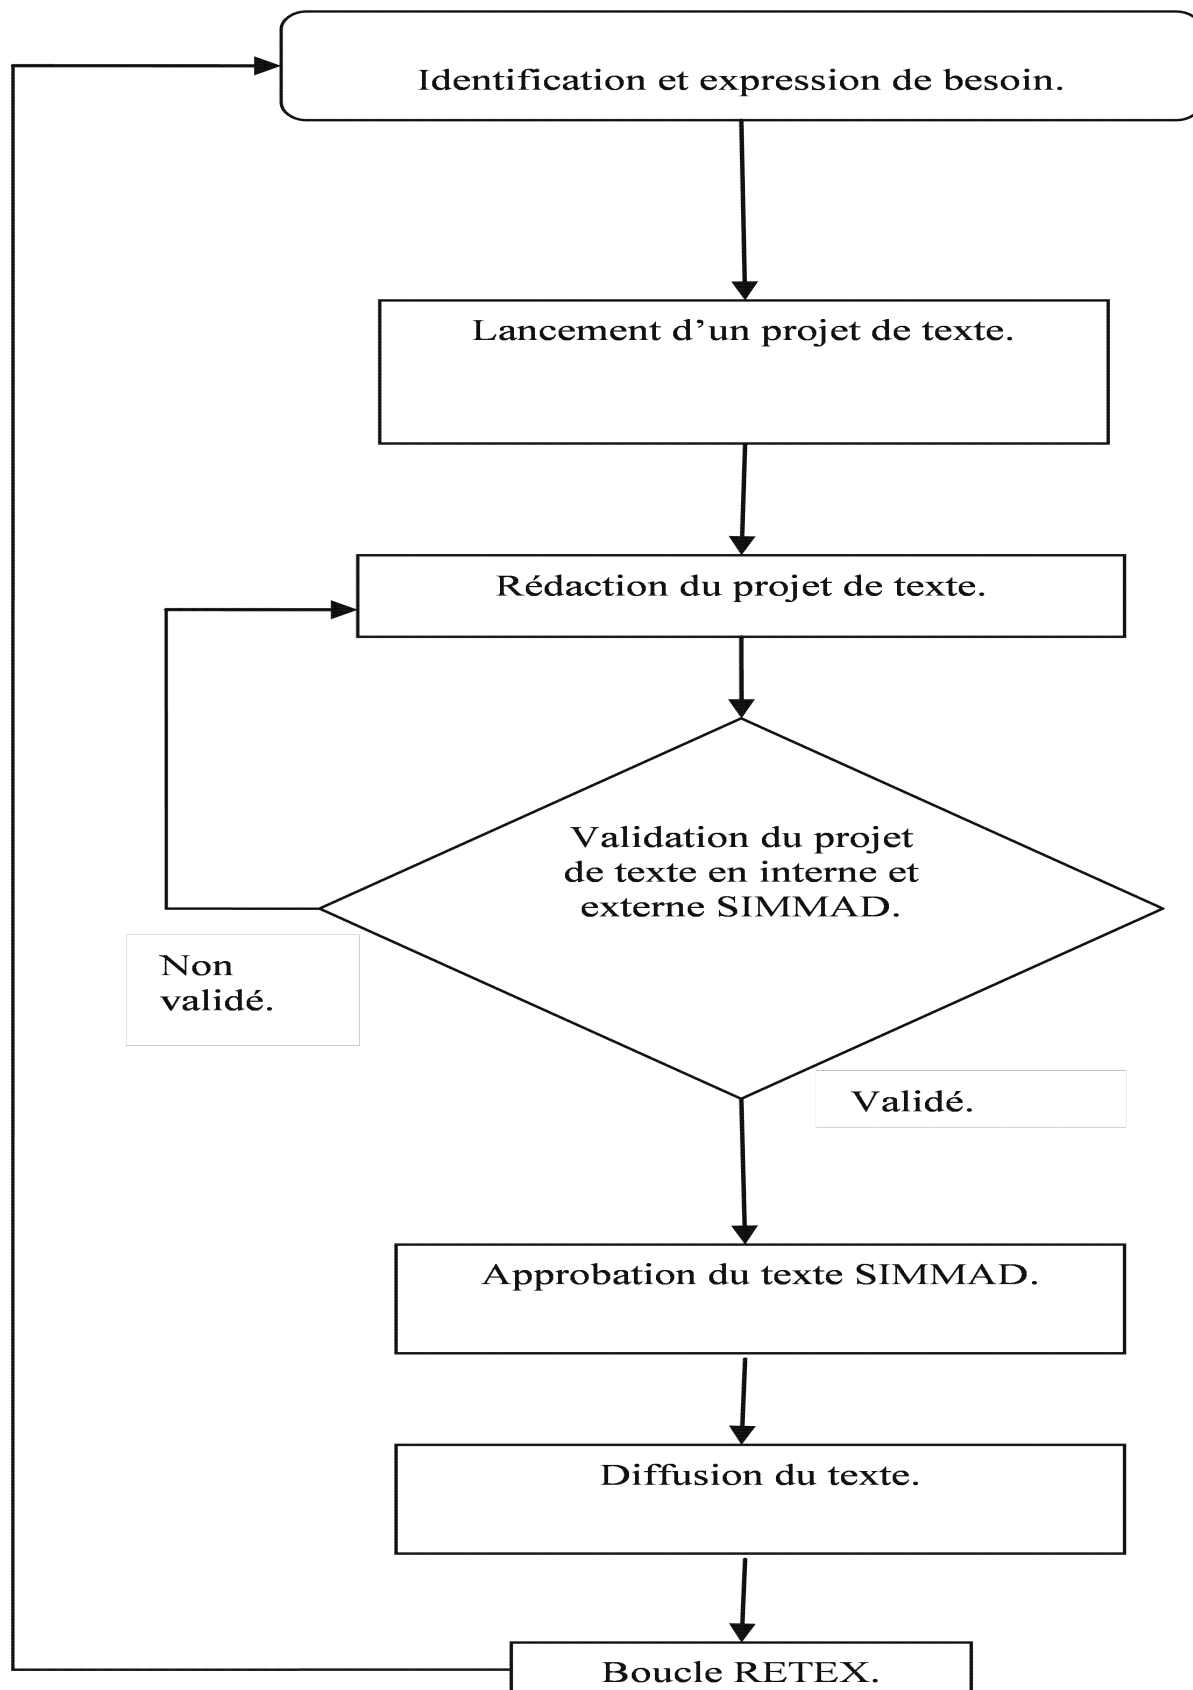 Identification et expression de besoin.
Lancement d’un projet de texte.
Rédaction du projet de texte.
Validation du projet
de texte en interne et
externe SIMMAD.
Non
validé.
Validé.
Approbation du texte SIMMAD.
Diffusion du texte.
Boucle RETEX.